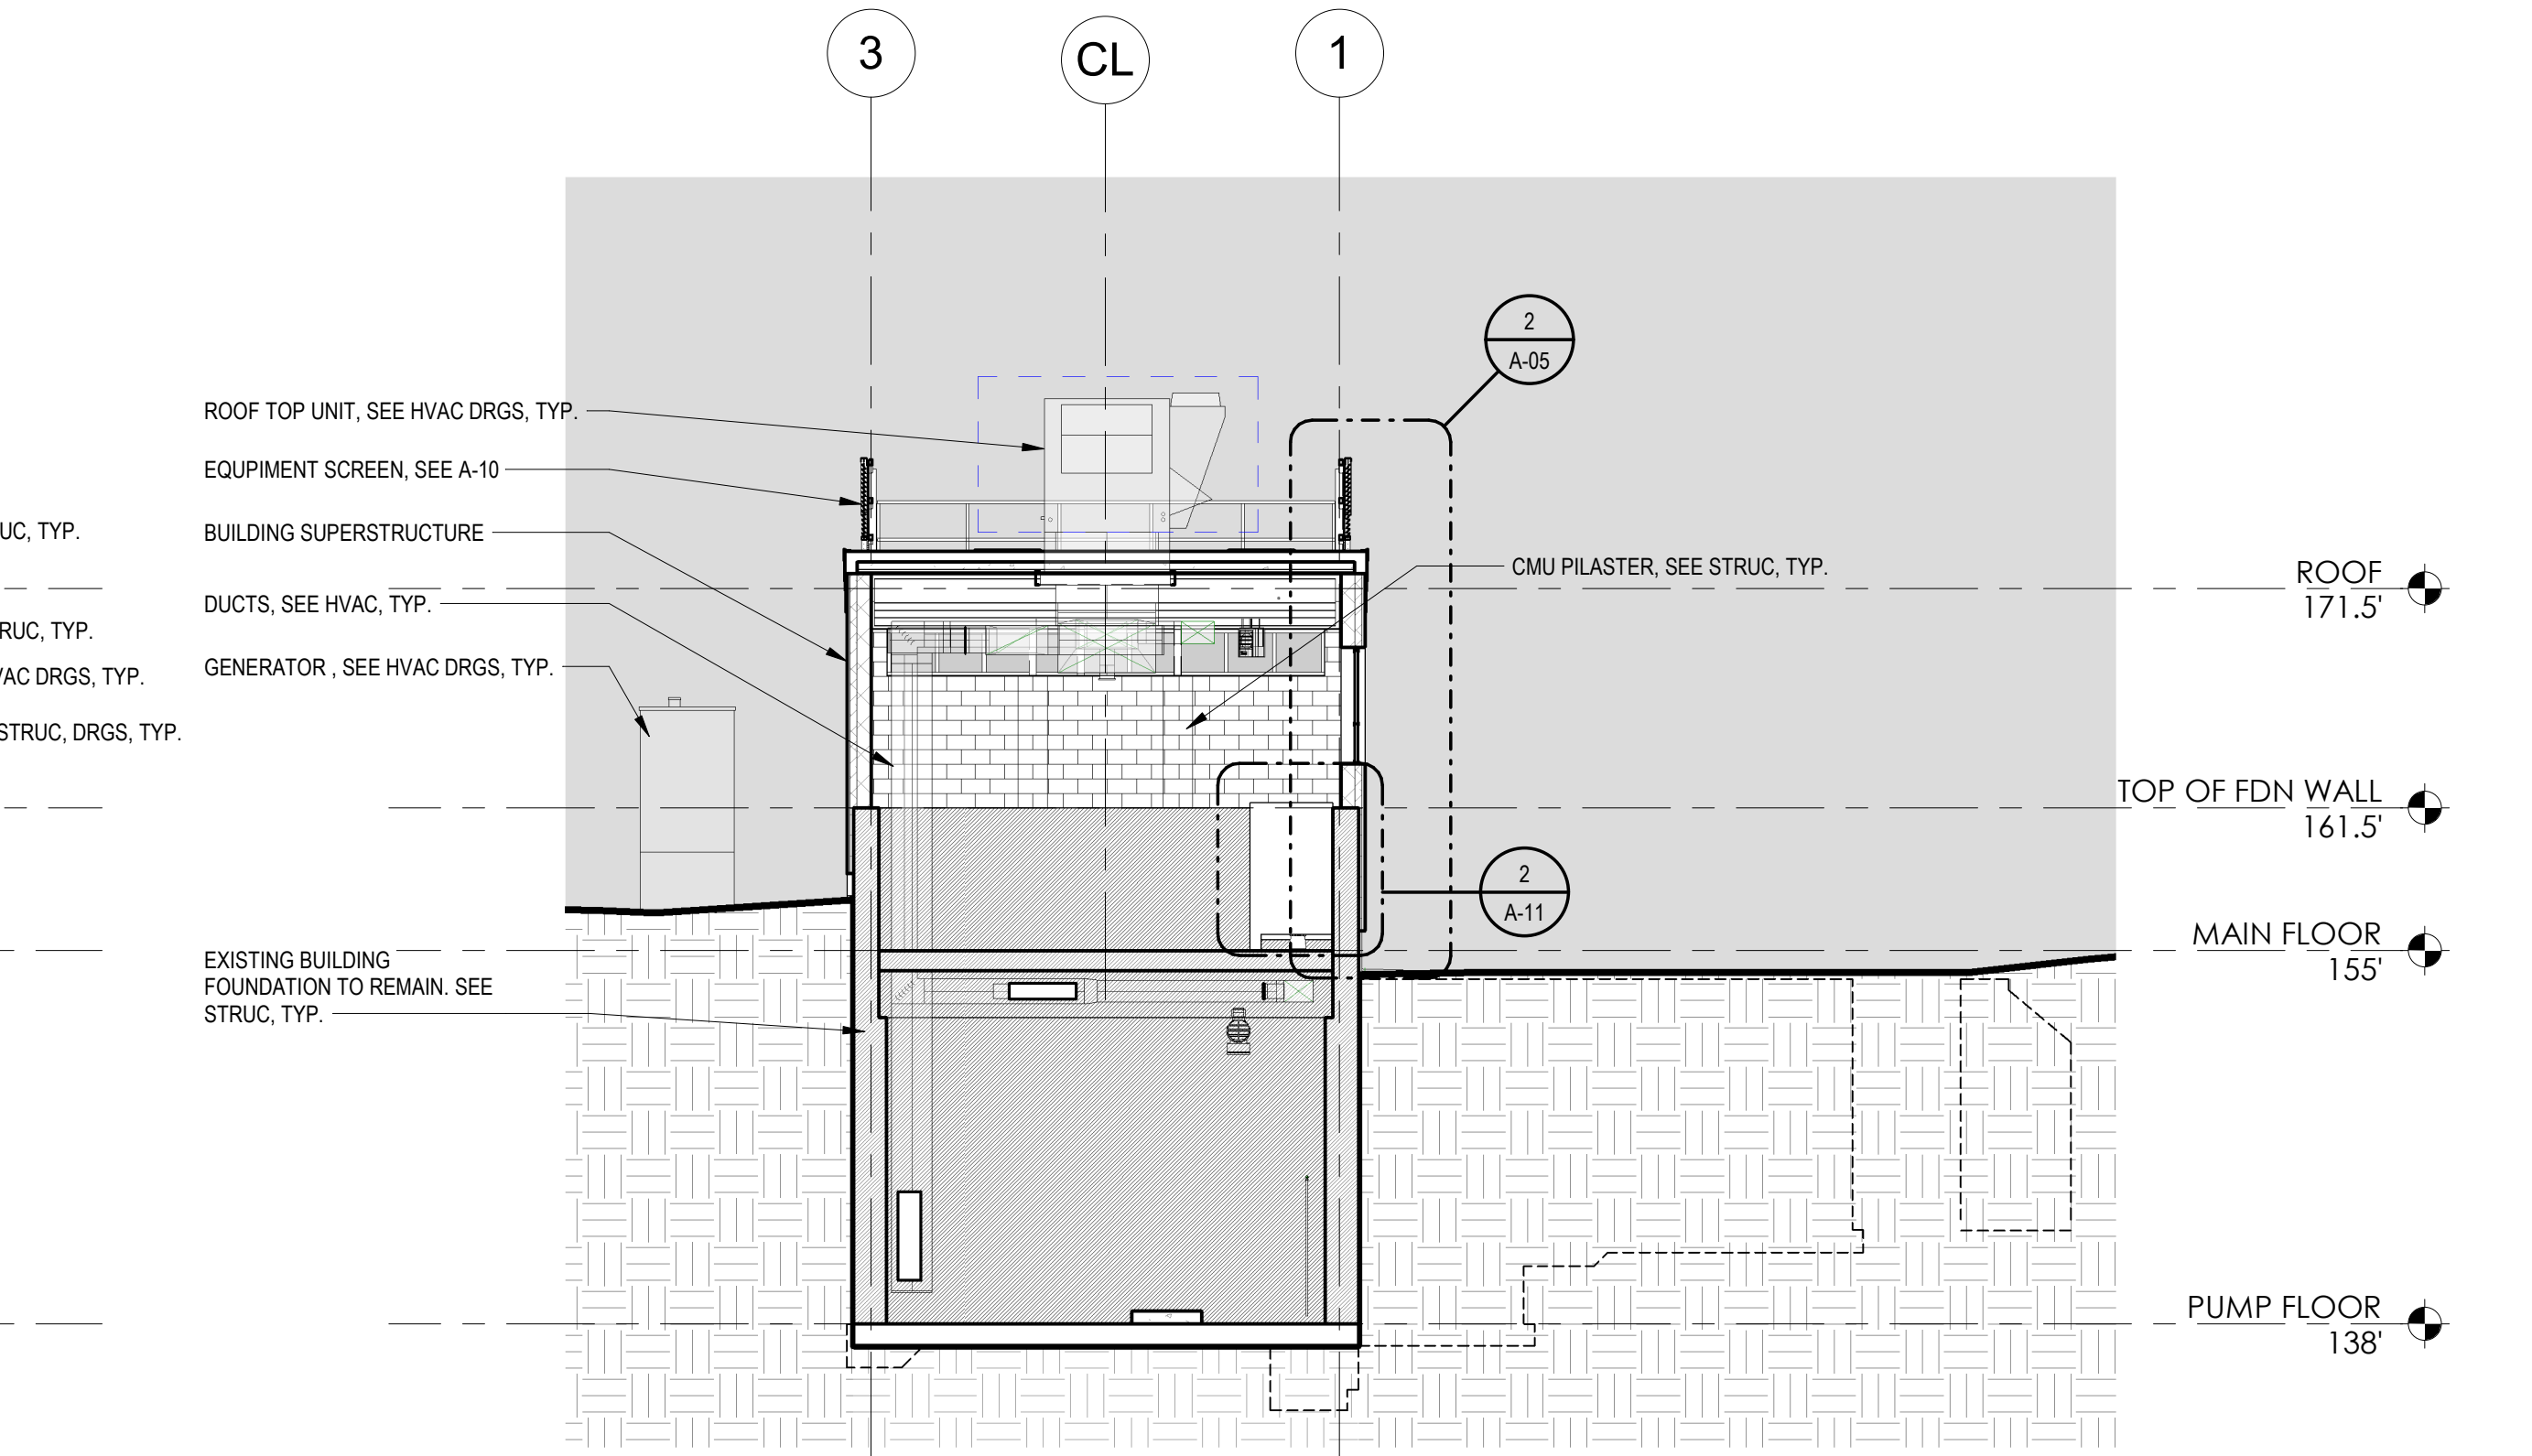 3
CL
1
2
A-05
ROOF TOP UNIT, SEE HVAC DRGS, TYP.
EQUPIMENT SCREEN, SEE A-10
UC, TYP.
BUILDING SUPERSTRUCTURE
CMU PILASTER, SEE STRUC, TYP.
ROOF
171.5'
DUCTS, SEE HVAC, TYP.
RUC, TYP.
GENERATOR , SEE HVAC DRGS, TYP.
VAC DRGS, TYP.
STRUC, DRGS, TYP.
TOP OF FDN WALL
161.5'
2
A-11
MAIN FLOOR
155'
EXISTING BUILDING
FOUNDATION TO REMAIN. SEE
STRUC, TYP.
PUMP FLOOR
138'